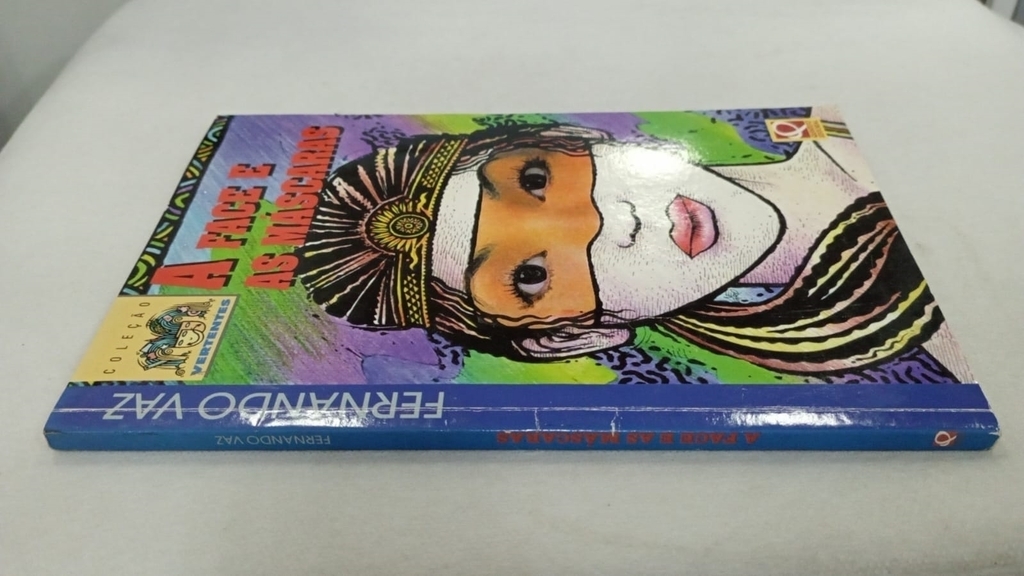 A FACE E
AS MÁSCARAS
COLEÇÃO
VERTENTES
FERNANDO VAZ
FERNANDO VAZ
A FACE E AS MÁSCARAS